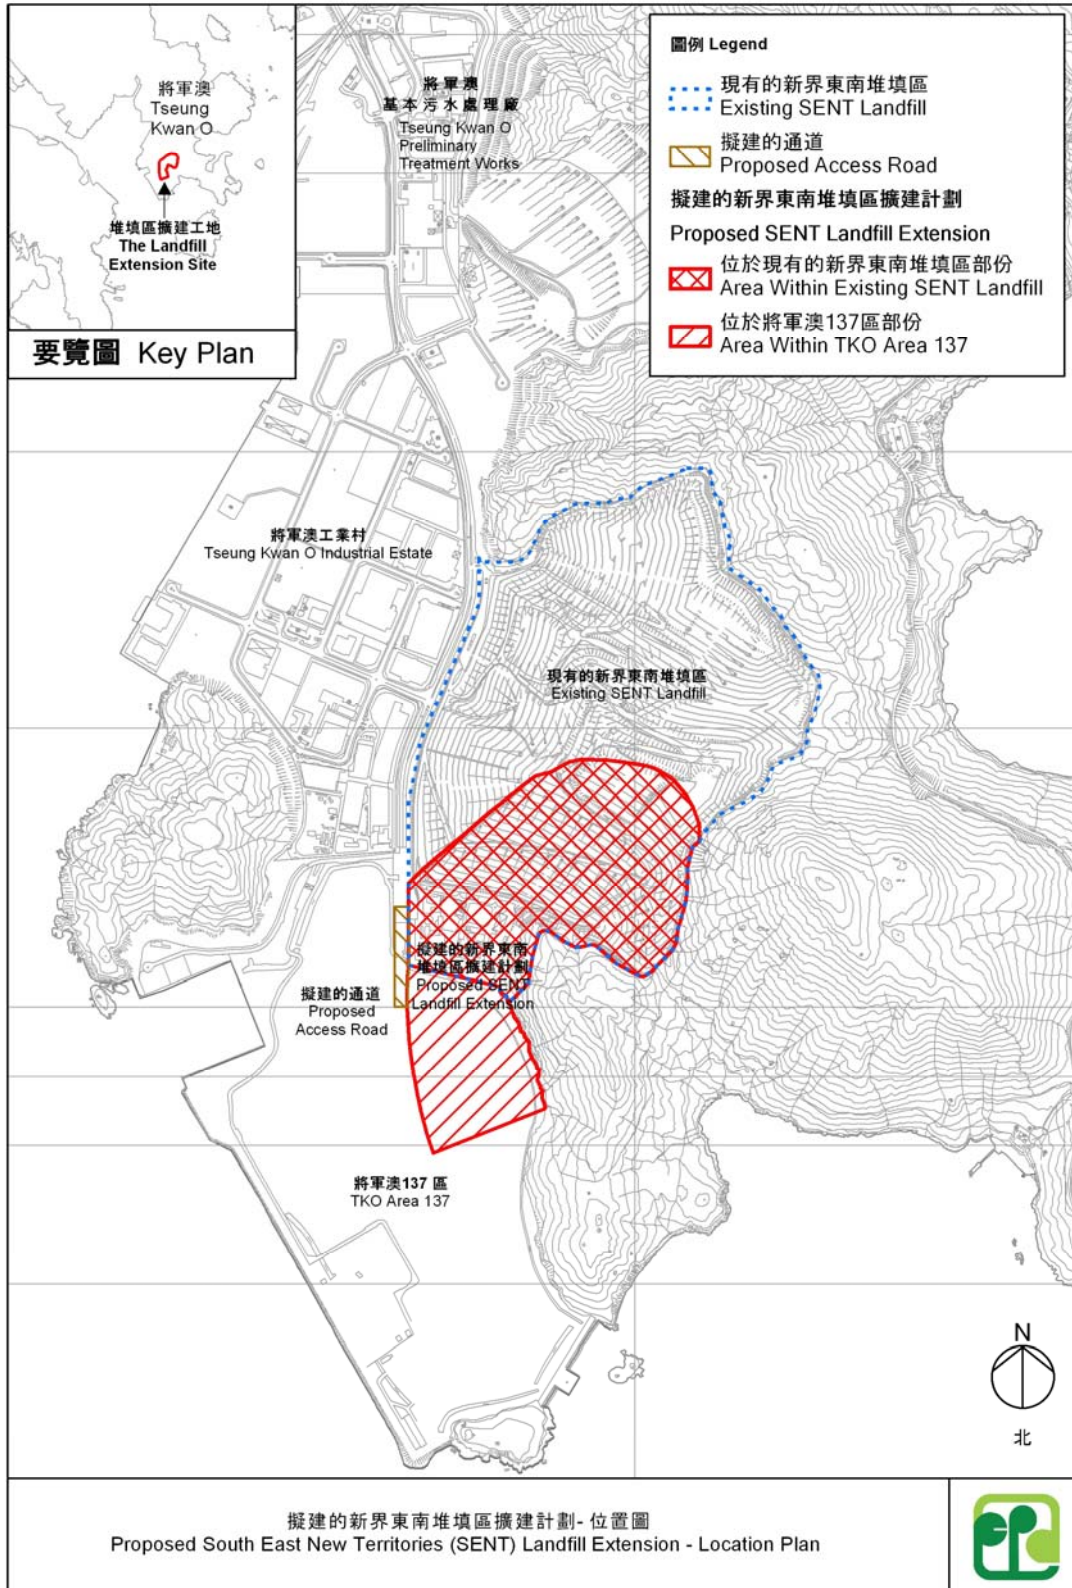 將軍澳
Tseung
Kwan O
堆填區擴建工地
The Landfill
Extension Site
要覽圖 Key Plan
將軍澳
基本污水處理廠
Tseung Kwan O
Preliminary
Treatment Works
圖例 Legend
現有的新界東南堆填區
Existing SENT Landfill
擬建的通道
Proposed Access Road
擬建的新界東南堆填區擴建計劃
Proposed SENT Landfill Extension
位於現有的新界東南堆填區部份
Area Within Existing SENT Landfill
位於將軍澳137區部份
Area Within TKO Area 137
將軍澳工業村
Tseung Kwan O Industrial Estate
現有的新界東南堆填區
Existing SENT Landfill
擬建的新界東南
堆填區擴建計劃
Proposed SENT
Landfill Extension
擬建的通道
Proposed
Access Road
將軍澳137 區
TKO Area 137
N
北
擬建的新界東南堆填區擴建計劃- 位置圖
Proposed South East New Territories (SENT) Landfill Extension - Location Plan